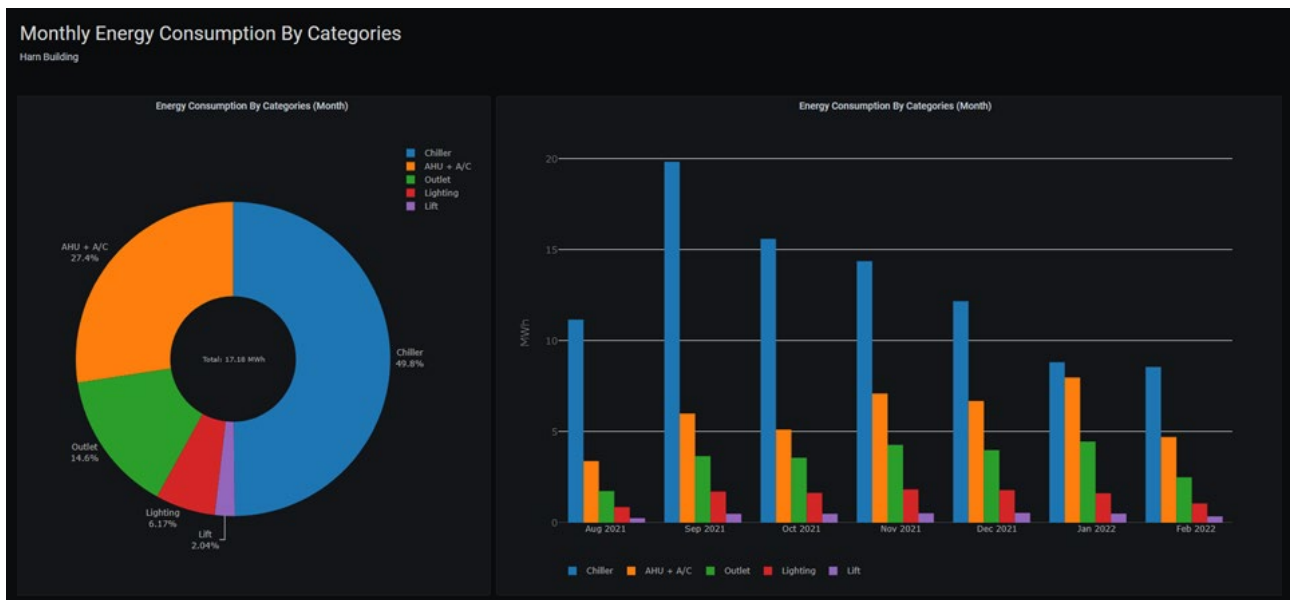 Monthly Energy Consumption By Categories
Harn Building
Energy Consumption By Categories (Month)
Chiller
AHU + A/C
Outlet
Lighting
Lift
AHU + A/C
27.4%
Total: 17.18 MWh
Chiller
49.8%
Outlet
14.6%
Lighting
6.17%
Lift
2.04%
Energy Consumption By Categories (Month)
MWh
20
15
10
5
0
Aug 2021 Sep 2021 Oct 2021 Nov 2021 Dec 2021 Jan 2022 Feb 2022
Chiller AHU + A/C Outlet Lighting Lift